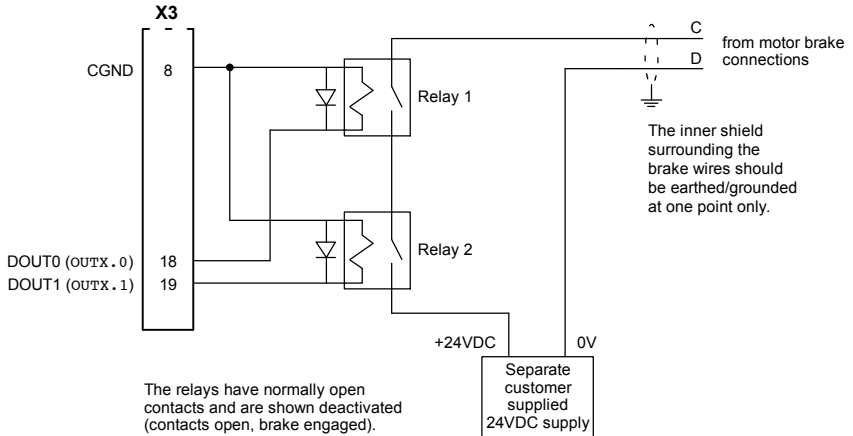 X3
C
from motor brake
connections
D
CGND
8
Relay 1
The inner shield
surrounding the
brake wires should
be earthed/grounded
at one point only.
Relay 2
DOUT0 (OUTX.0)
18
DOUT1 (OUTX.1)
19
+24VDC
0V
Separate
customer
supplied
24VDC supply
The relays have normally open
contacts and are shown deactivated
(contacts open, brake engaged).